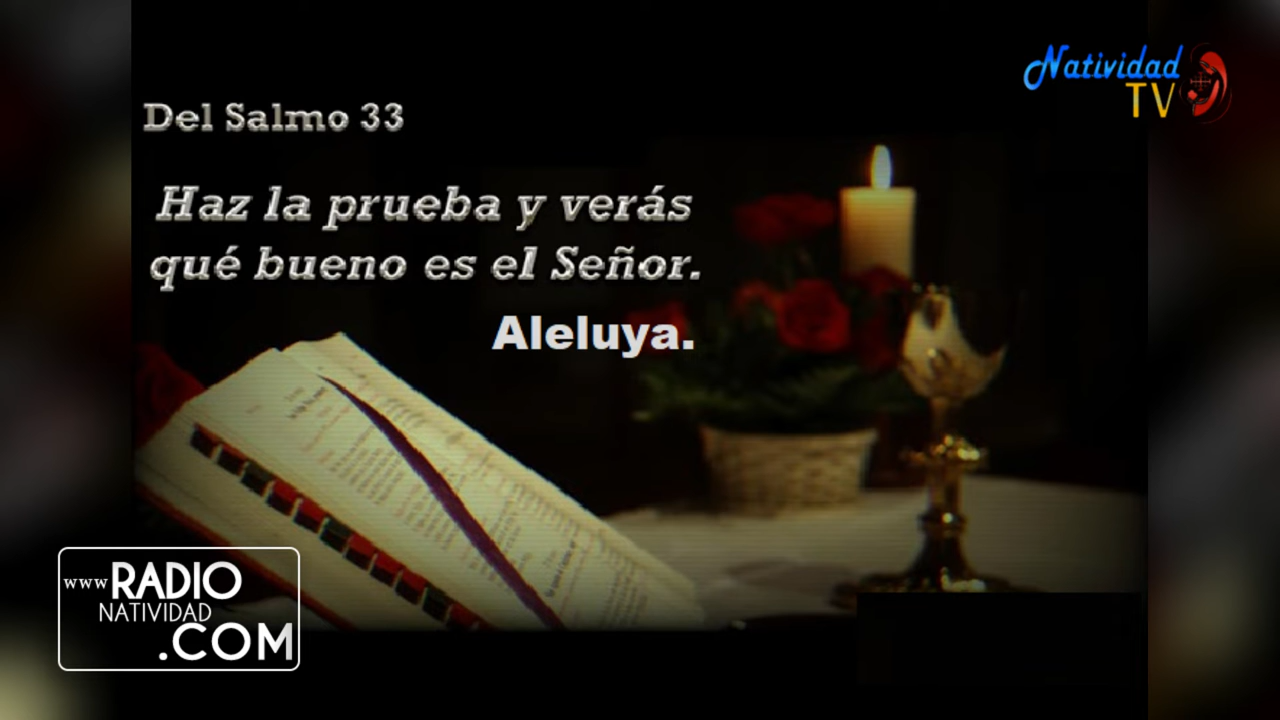 Natividad
TV
Del Salmo 33
Haz la prueba y verás
qué bueno es el Señor.
Aleluya.
www RADIO
NATIVIDAD
.COM